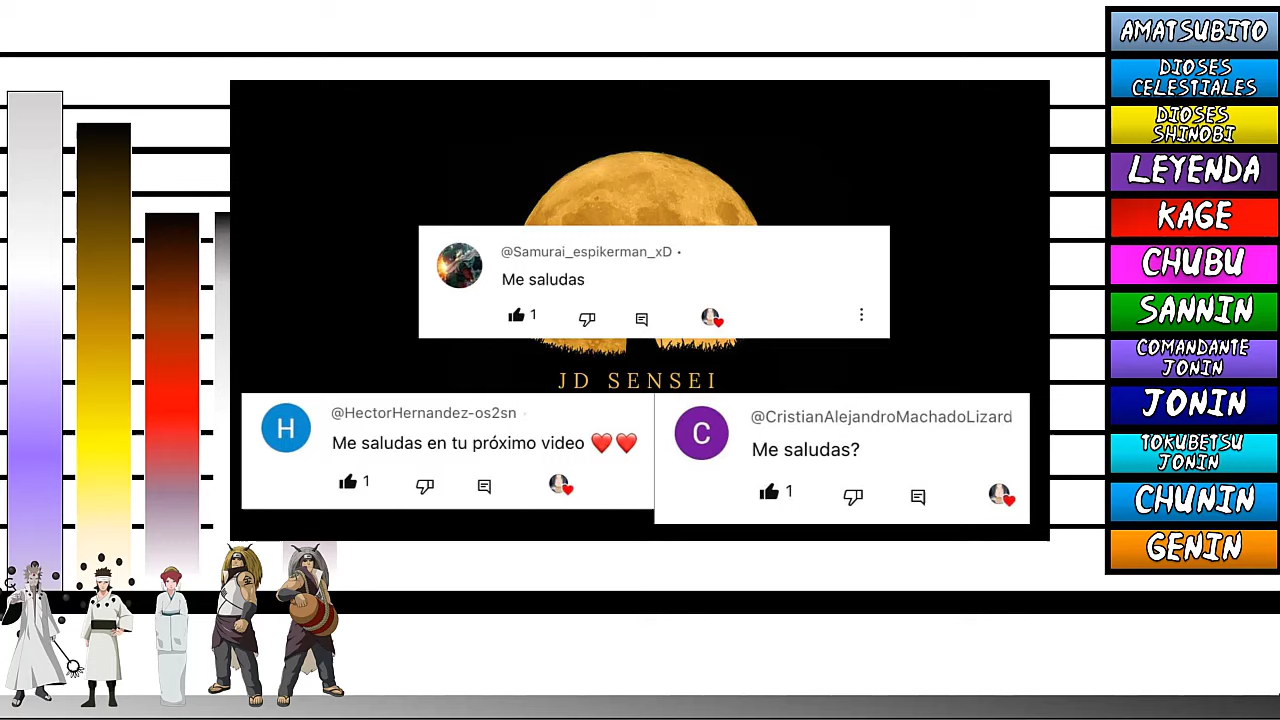 AMATSUBITO
DIOSES
CELESTIALES
DIOSES
SHINOBI
LEYENDA
KAGE
CHUBU
SANNIN
COMANDANTE
JONIN
JONIN
TOKUBETSU
JONIN
CHUNIN
GENIN
@Samurai_espikerman_xD ·
Me saludas
1
JD SENSEI
H
@HectorHernandez-os2sn
Me saludas en tu próximo video ❤️❤️
1
C
@CristianAlejandroMachadoLizard
Me saludas?
1